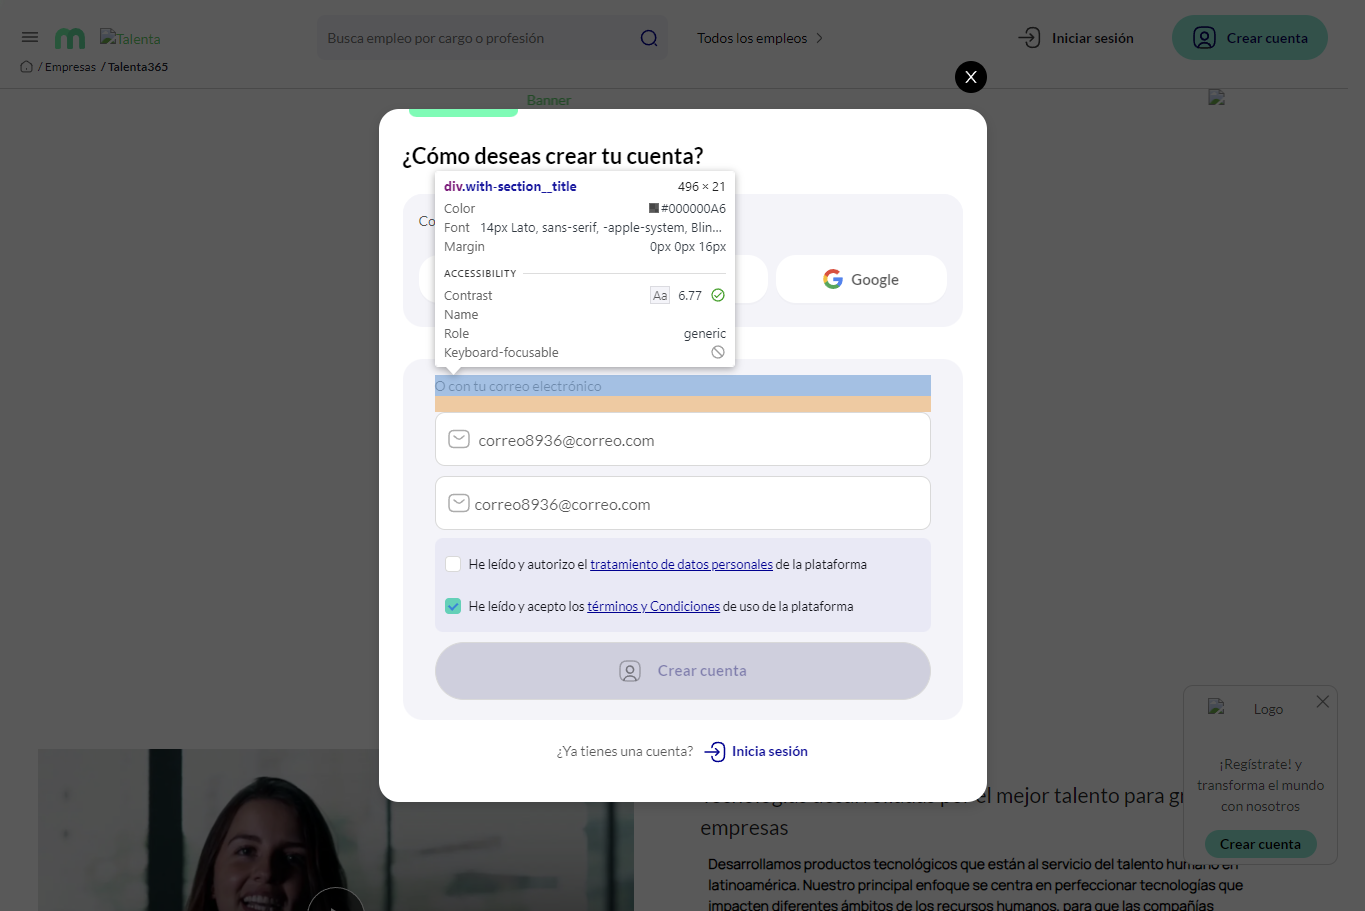 Talenta
Busca empleo por cargo o profesión
Todos los empleos
Iniciar sesión
Crear cuenta
/ Empresas / Talenta365
X
Banner
¿Cómo deseas crear tu cuenta?
div.with-section__title 496 × 21
Color #000000A6
Font 14px Lato, sans-serif, -apple-system, Blin...
Margin 0px 0px 16px
ACCESSIBILITY
Contrast Aa 6.77
Name
Role generic
Keyboard-focusable
Co
Google
O con tu correo electrónico
correo8936@correo.com
correo8936@correo.com
He leído y autorizo el tratamiento de datos personales de la plataforma
He leído y acepto los términos y Condiciones de uso de la plataforma
Crear cuenta
¿Ya tienes una cuenta? Inicia sesión
Logo
¡Regístrate! y
transforma el mundo
con nosotros
Crear cuenta
Tecnologías desarrolladas por el mejor talento para gr
empresas
Desarrollamos productos tecnológicos que están al servicio del talento humano en
latinoamérica. Nuestro principal enfoque se centra en perfeccionar tecnologías que
impacten diferentes ámbitos de los recursos humanos, para que las compañías